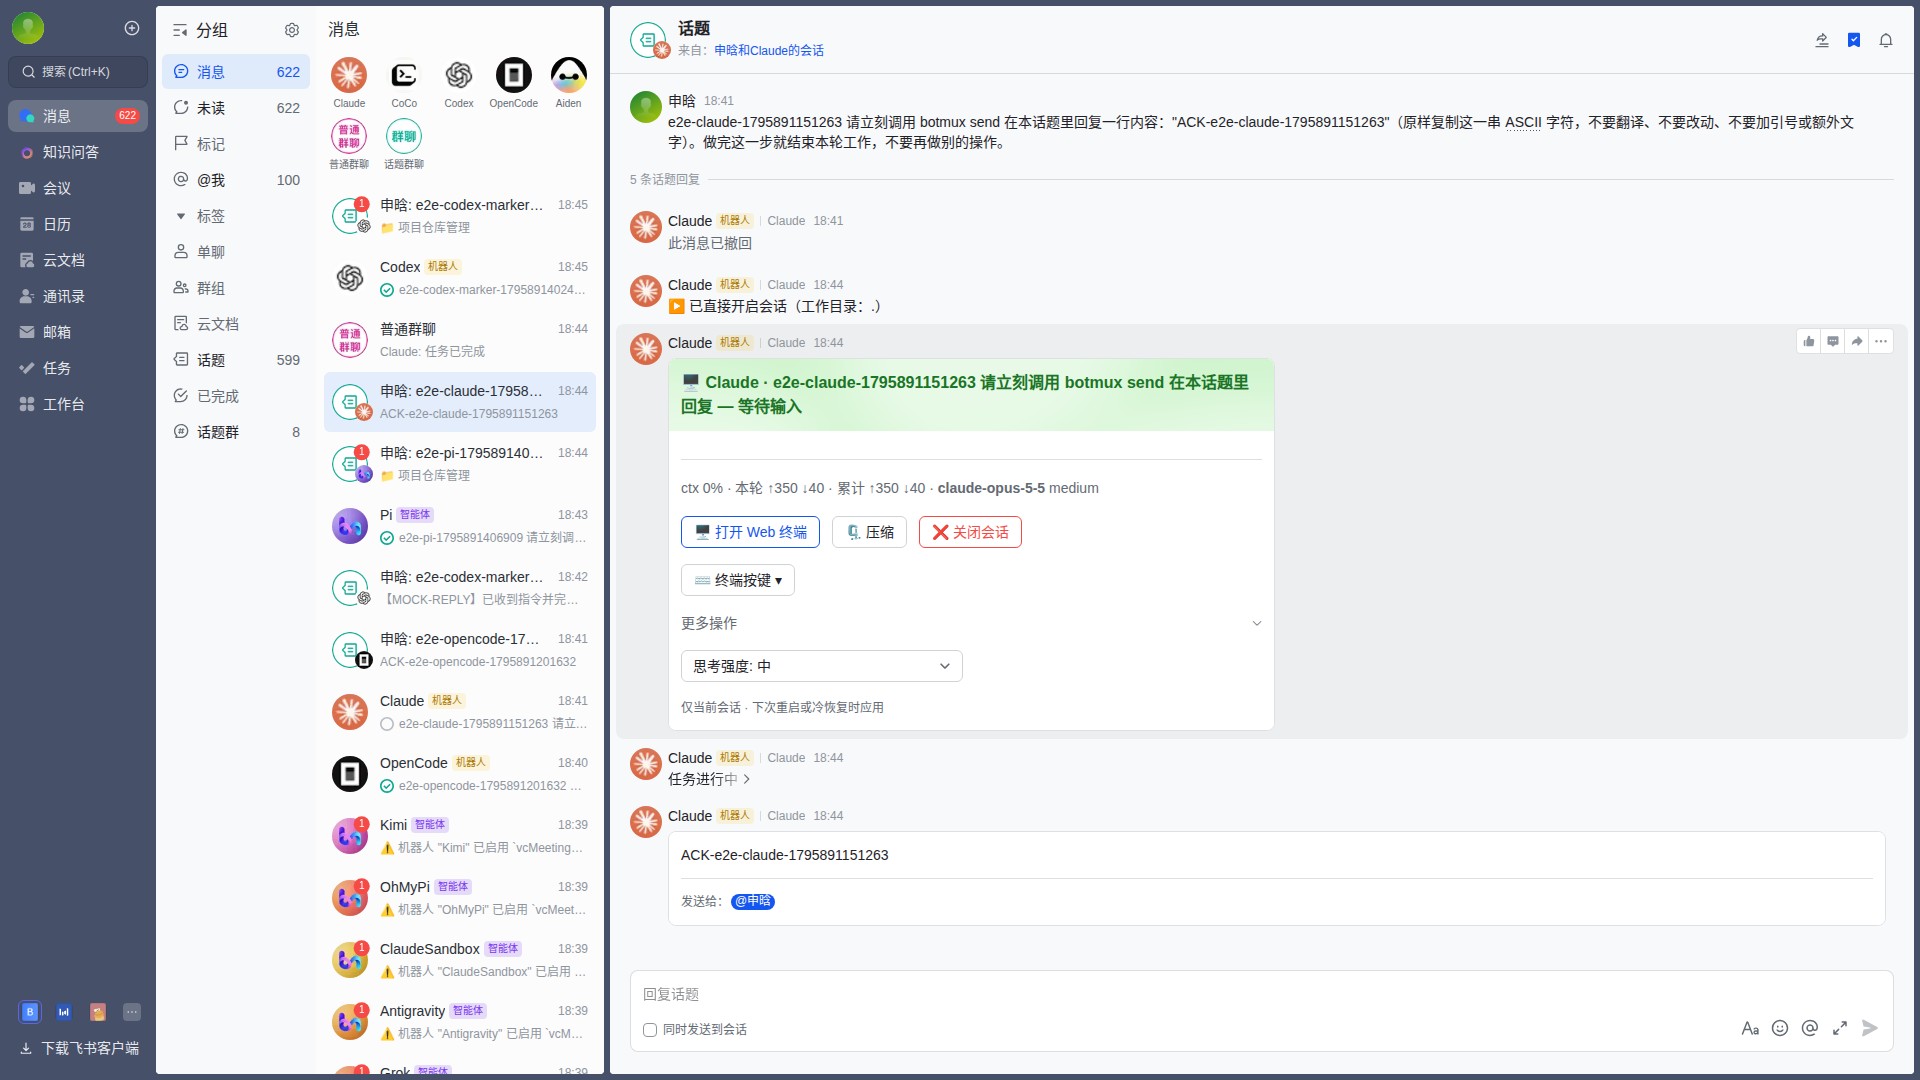 搜索 (Ctrl+K)
消息
622
知识问答
会议
日历
云文档
通讯录
邮箱
任务
工作台
下载飞书客户端
分组
消息 622
未读 622
标记
@我 100
标签
单聊
群组
云文档
话题 599
已完成
话题群 8
消息
Claude
CoCo
Codex
OpenCode
Aiden
普通群聊
普通群聊
群聊
话题群聊
1
申晗: e2e-codex-marker… 18:45
项目仓库管理
Codex 机器人 18:45
e2e-codex-marker-17958914024…
普通群聊
普通群聊 18:44
Claude: 任务已完成
申晗: e2e-claude-17958… 18:44
ACK-e2e-claude-1795891151263
1
申晗: e2e-pi-179589140… 18:44
项目仓库管理
Pi 智能体 18:43
e2e-pi-1795891406909 请立刻调…
申晗: e2e-codex-marker… 18:42
【MOCK-REPLY】已收到指令并完…
申晗: e2e-opencode-17… 18:41
ACK-e2e-opencode-1795891201632
Claude 机器人 18:41
e2e-claude-1795891151263 请立…
OpenCode 机器人 18:40
e2e-opencode-1795891201632 …
1
Kimi 智能体 18:39
机器人 "Kimi" 已启用 `vcMeeting…
1
OhMyPi 智能体 18:39
机器人 "OhMyPi" 已启用 `vcMeet…
1
ClaudeSandbox 智能体 18:39
机器人 "ClaudeSandbox" 已启用 …
1
Antigravity 智能体 18:39
机器人 "Antigravity" 已启用 `vcM…
1
Grok 智能体 18:39
话题
来自：申晗和Claude的会话
申晗 18:41
e2e-claude-1795891151263 请立刻调用 botmux send 在本话题里回复一行内容："ACK-e2e-claude-1795891151263"（原样复制这一串 ASCII 字符，不要翻译、不要改动、不要加引号或额外文
字）。做完这一步就结束本轮工作，不要再做别的操作。
5 条话题回复
Claude 机器人 Claude 18:41
此消息已撤回
Claude 机器人 Claude 18:44
已直接开启会话（工作目录：.）
Claude 机器人 Claude 18:44
Claude · e2e-claude-1795891151263 请立刻调用 botmux send 在本话题里
回复 — 等待输入
ctx 0% · 本轮 ↑350 ↓40 · 累计 ↑350 ↓40 · claude-opus-5-5 medium
打开 Web 终端
压缩
关闭会话
终端按键 ▾
更多操作
思考强度: 中
仅当前会话 · 下次重启或冷恢复时应用
Claude 机器人 Claude 18:44
任务进行中
Claude 机器人 Claude 18:44
ACK-e2e-claude-1795891151263
发送给：@申晗
回复话题
同时发送到会话